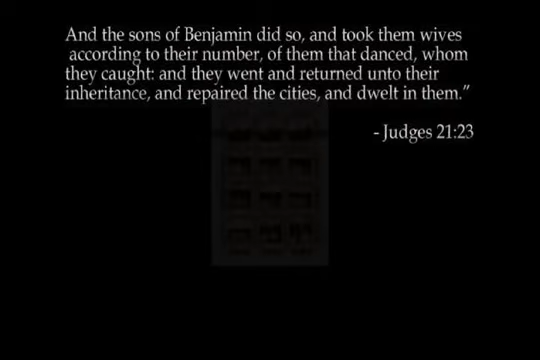 And the sons of Benjamin did so, and took them wives
according to their number, of them that danced, whom
they caught: and they went and returned unto their
inheritance, and repaired the cities, and dwelt in them.”
- Judges 21:23